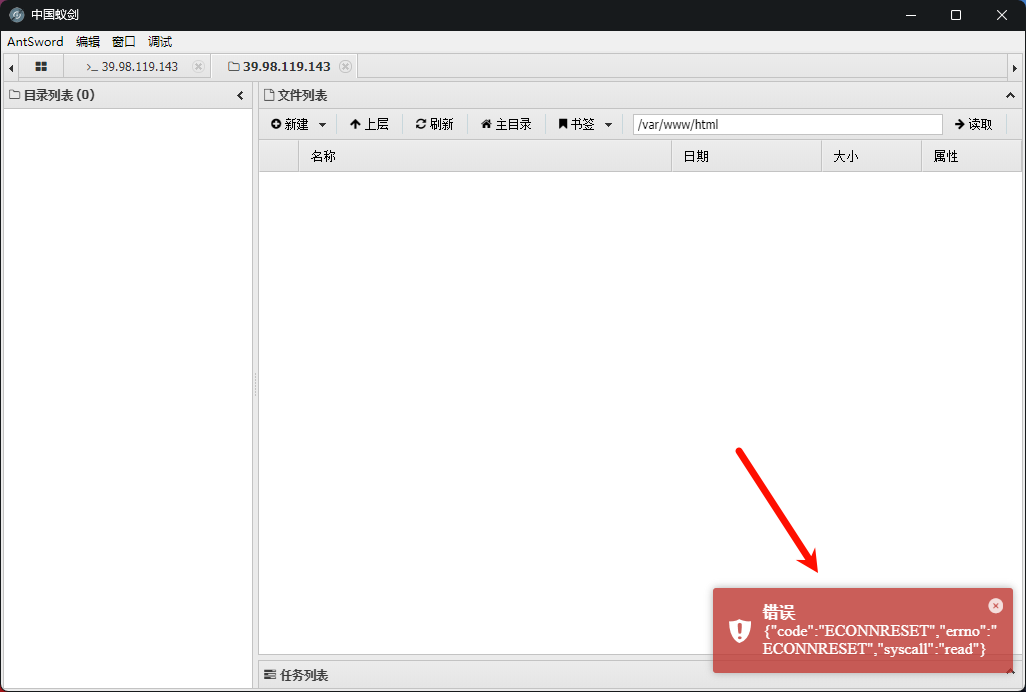 中国蚁剑
AntSword 编辑 窗口 调试
>_ 39.98.119.143 39.98.119.143
目录列表 (0)
文件列表
新建 上层 刷新 主目录 书签 /var/www/html 读取
名称 日期 大小 属性
错误
{"code":"ECONNRESET","errno":"
ECONNRESET","syscall":"read"}
任务列表